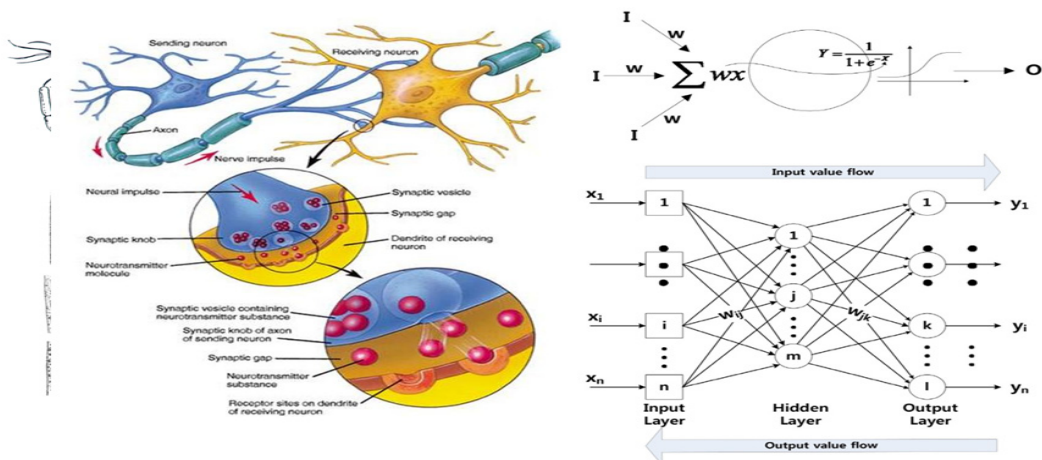 Sending neuron
Receiving neuron
Axon
Nerve impulse
Neural impulse
Synaptic vesicle
Synaptic gap
Synaptic knob
Dendrite of receiving
neuron
Neurotransmitter
molecule
Synaptic vesicle containing
neurotransmitter substance
Synaptic knob of axon
of sending neuron
Synaptic gap
Neurotransmitter
substance
Receptor sites on dendrite
of receiving neuron
I
w
I w ∑ wx
w
I
O
Input value flow
x1 1 1 y1
1
j
xi i Wij Wjk k yi
m
xn n l yn
Input
Layer
Hidden
Layer
Output
Layer
Output value flow